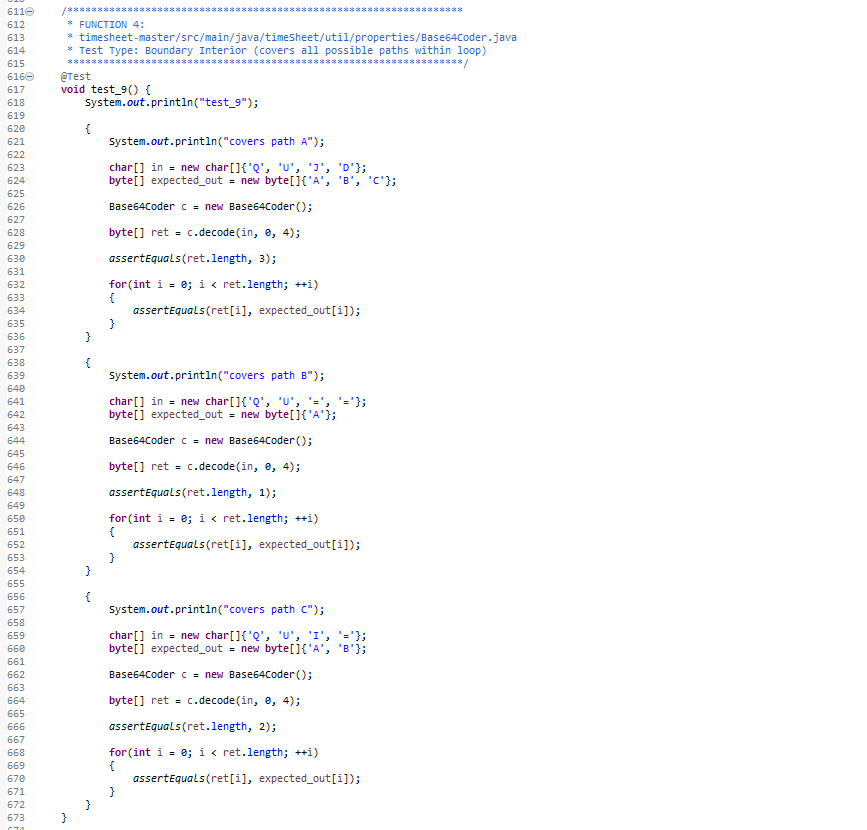 611 /******************************************************************
612 * FUNCTION 4:
613 * timesheet-master/src/main/java/timeSheet/util/properties/Base64Coder.java
614 * Test Type: Boundary Interior (covers all possible paths within loop)
615 ******************************************************************/
616 @Test
617 void test_9() {
618 System.out.println("test_9");
619
620 {
621 System.out.println("covers path A");
622
623 char[] in = new char[]{'Q', 'U', 'J', 'D'};
624 byte[] expected_out = new byte[]{'A', 'B', 'C'};
625
626 Base64Coder c = new Base64Coder();
627
628 byte[] ret = c.decode(in, 0, 4);
629
630 assertEquals(ret.length, 3);
631
632 for(int i = 0; i < ret.length; ++i)
633 {
634 assertEquals(ret[i], expected_out[i]);
635 }
636 }
637
638 {
639 System.out.println("covers path B");
640
641 char[] in = new char[]{'Q', 'U', '=', '='};
642 byte[] expected_out = new byte[]{'A'};
643
644 Base64Coder c = new Base64Coder();
645
646 byte[] ret = c.decode(in, 0, 4);
647
648 assertEquals(ret.length, 1);
649
650 for(int i = 0; i < ret.length; ++i)
651 {
652 assertEquals(ret[i], expected_out[i]);
653 }
654 }
655
656 {
657 System.out.println("covers path C");
658
659 char[] in = new char[]{'Q', 'U', 'I', '='};
660 byte[] expected_out = new byte[]{'A', 'B'};
661
662 Base64Coder c = new Base64Coder();
663
664 byte[] ret = c.decode(in, 0, 4);
665
666 assertEquals(ret.length, 2);
667
668 for(int i = 0; i < ret.length; ++i)
669 {
670 assertEquals(ret[i], expected_out[i]);
671 }
672 }
673 }